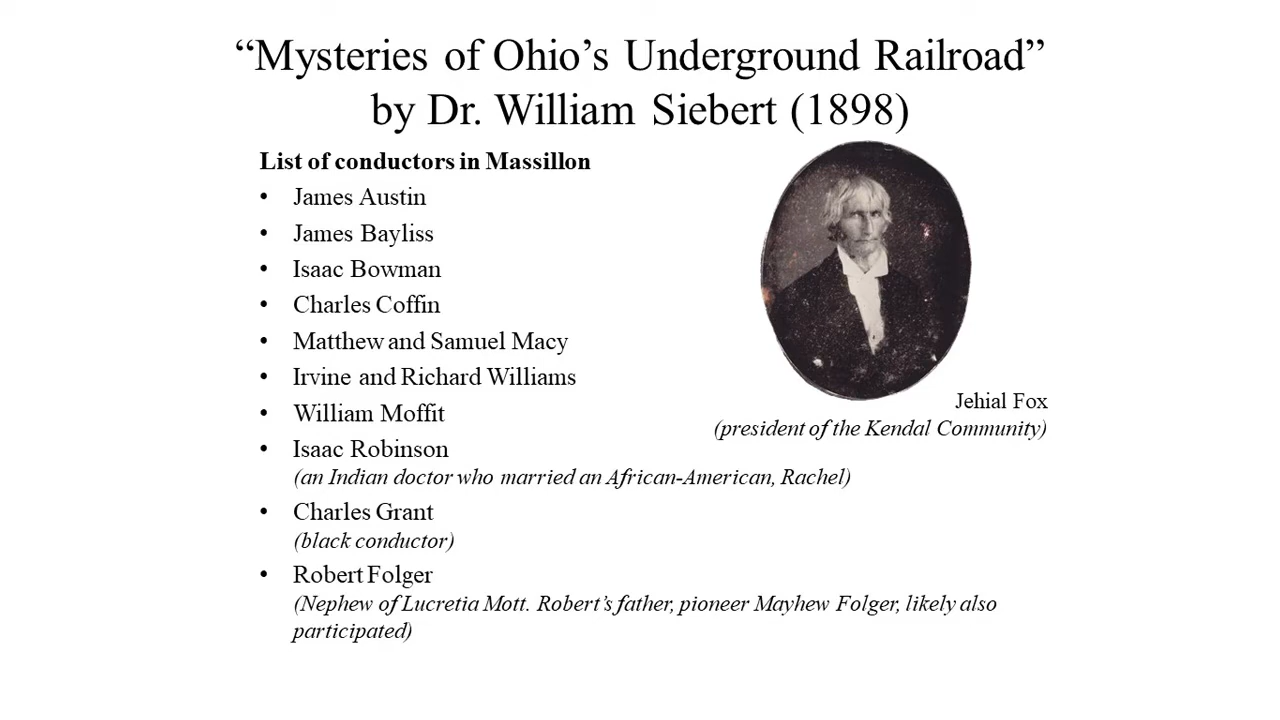 “Mysteries of Ohio’s Underground Railroad”
by Dr. William Siebert (1898)
List of conductors in Massillon
• James Austin
• James Bayliss
• Isaac Bowman
• Charles Coffin
• Matthew and Samuel Macy
• Irvine and Richard Williams
• William Moffit
• Isaac Robinson
(an Indian doctor who married an African-American, Rachel)
• Charles Grant
(black conductor)
• Robert Folger
(Nephew of Lucretia Mott. Robert’s father, pioneer Mayhew Folger, likely also
participated)
Jehial Fox
(president of the Kendal Community)